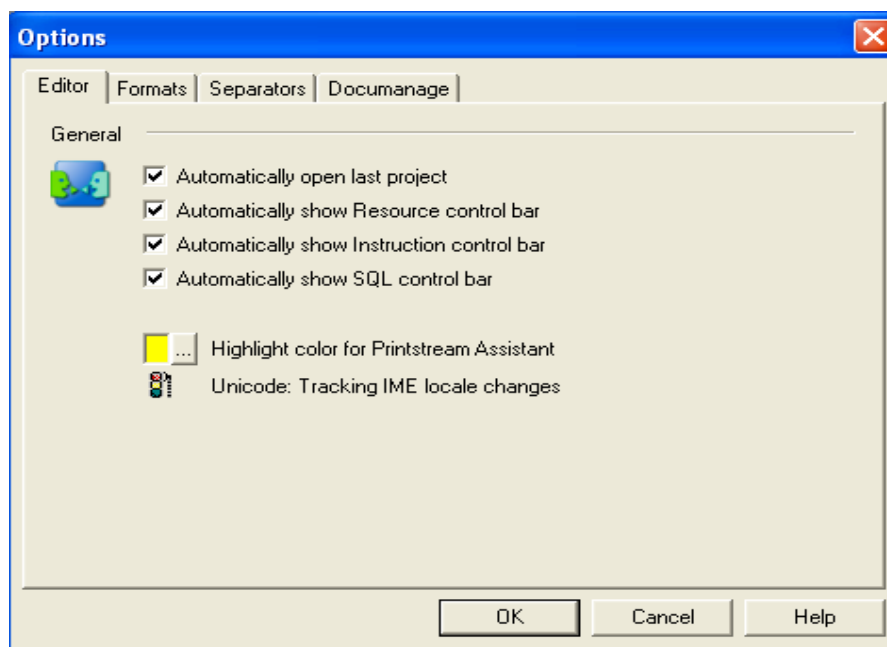 Options
Editor Formats Separators Documanage
General
Automatically open last project
Automatically show Resource control bar
Automatically show Instruction control bar
Automatically show SQL control bar
... Highlight color for Printstream Assistant
Unicode: Tracking IME locale changes
OK Cancel Help